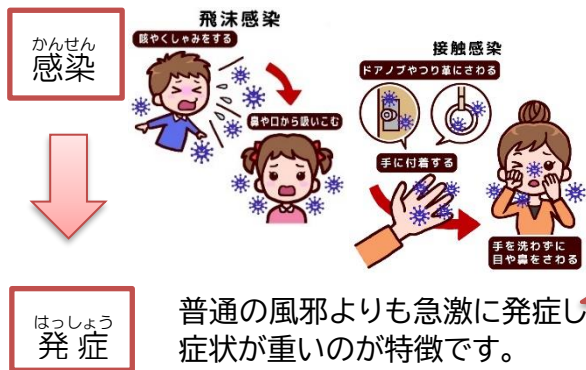 かんせん
感染
飛沫感染
咳やくしゃみをする
鼻や口から吸いこむ
接触感染
ドアノブやつり革にさわる
手に付着する
手を洗わずに
目や鼻をさわる
はっしょう
発症
普通の風邪よりも急激に発症し
症状が重いのが特徴です。